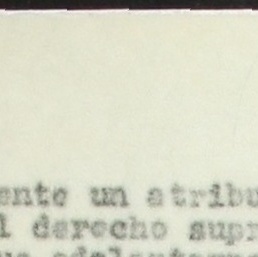 ente un atribu
l derecho supr